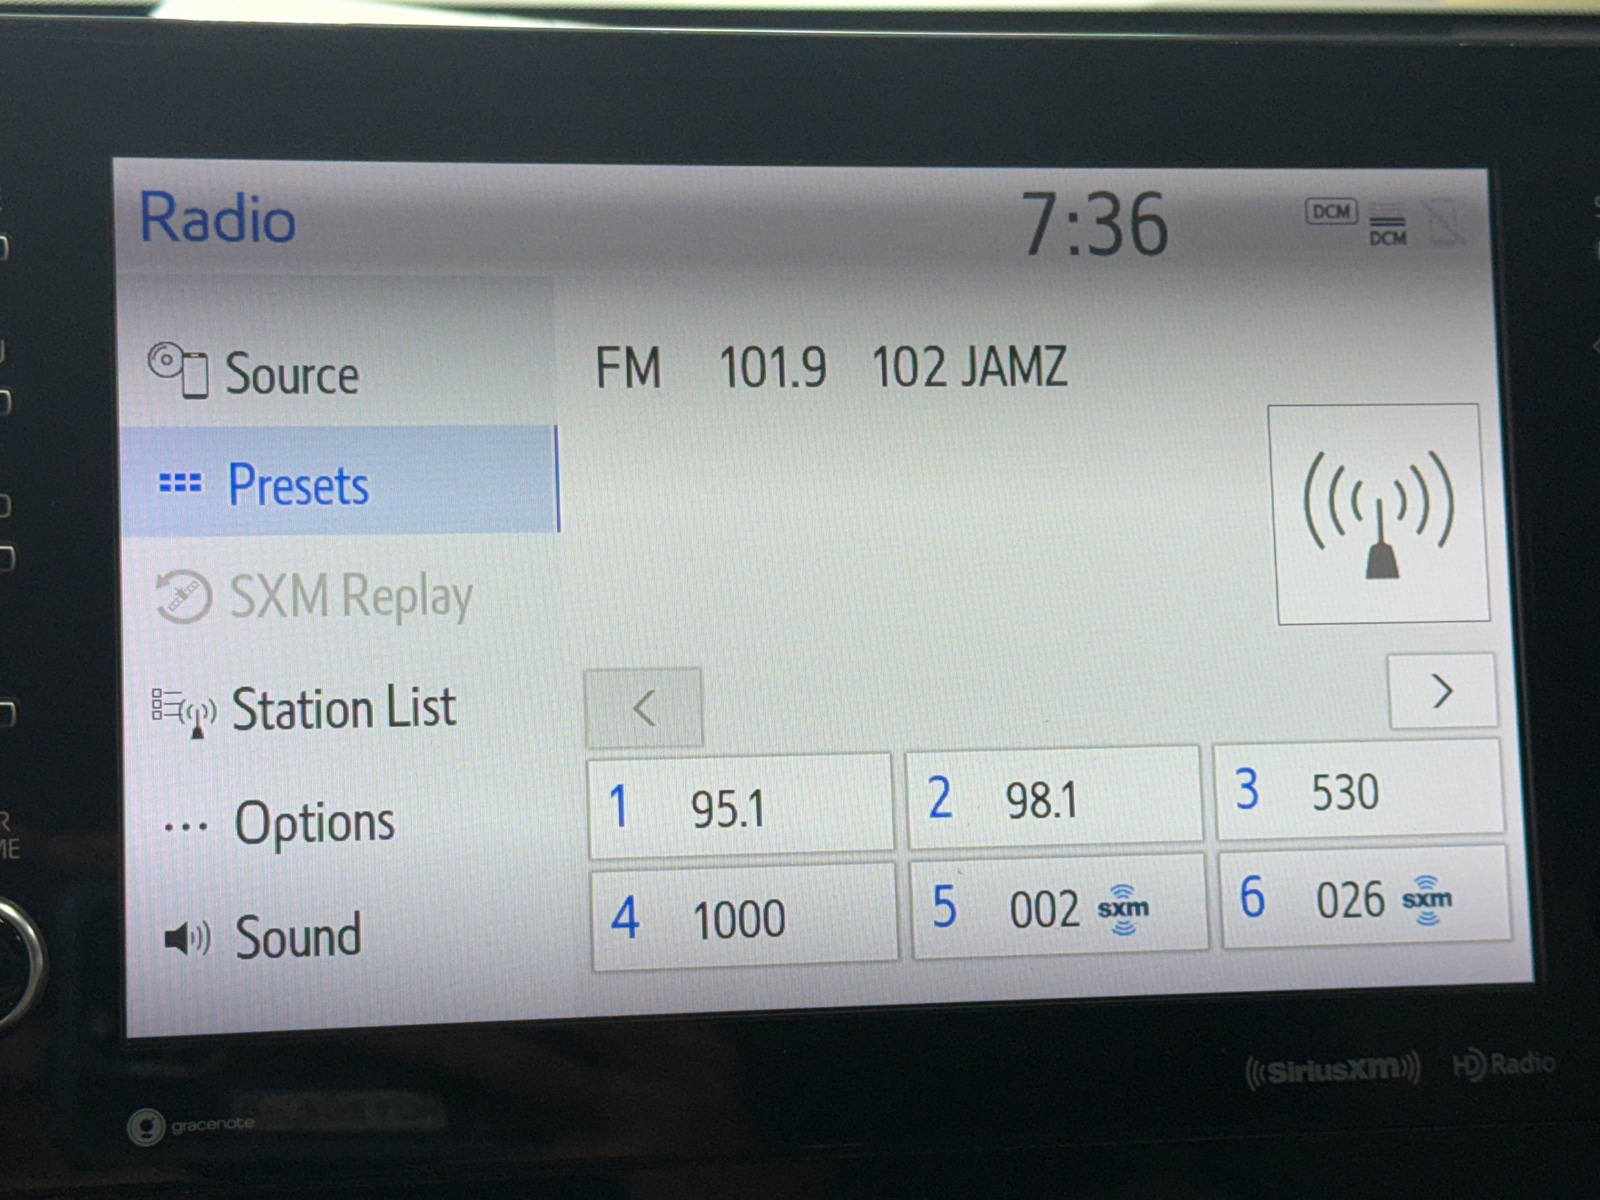 Radio
7:36
DCM
DCM
Source
FM 101.9 102 JAMZ
Presets
SXM Replay
Station List
Options
Sound
1 95.1
2 98.1
3 530
4 1000
5 002 sxm
6 026 sxm
SiriusXM
HD Radio
gracenote